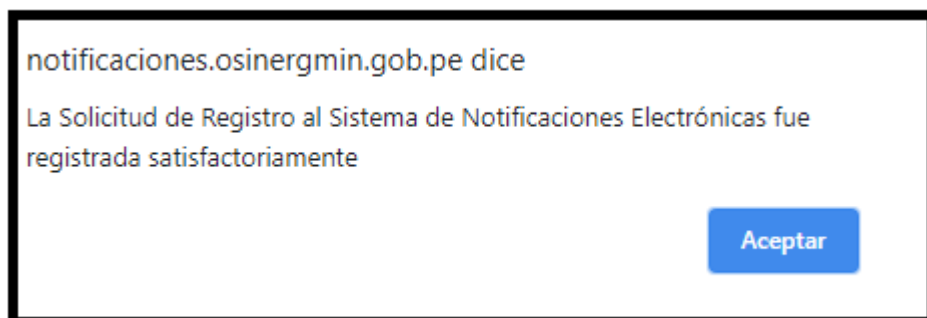 notificaciones.osinergmin.gob.pe dice
La Solicitud de Registro al Sistema de Notificaciones Electrónicas fue
registrada satisfactoriamente
Aceptar